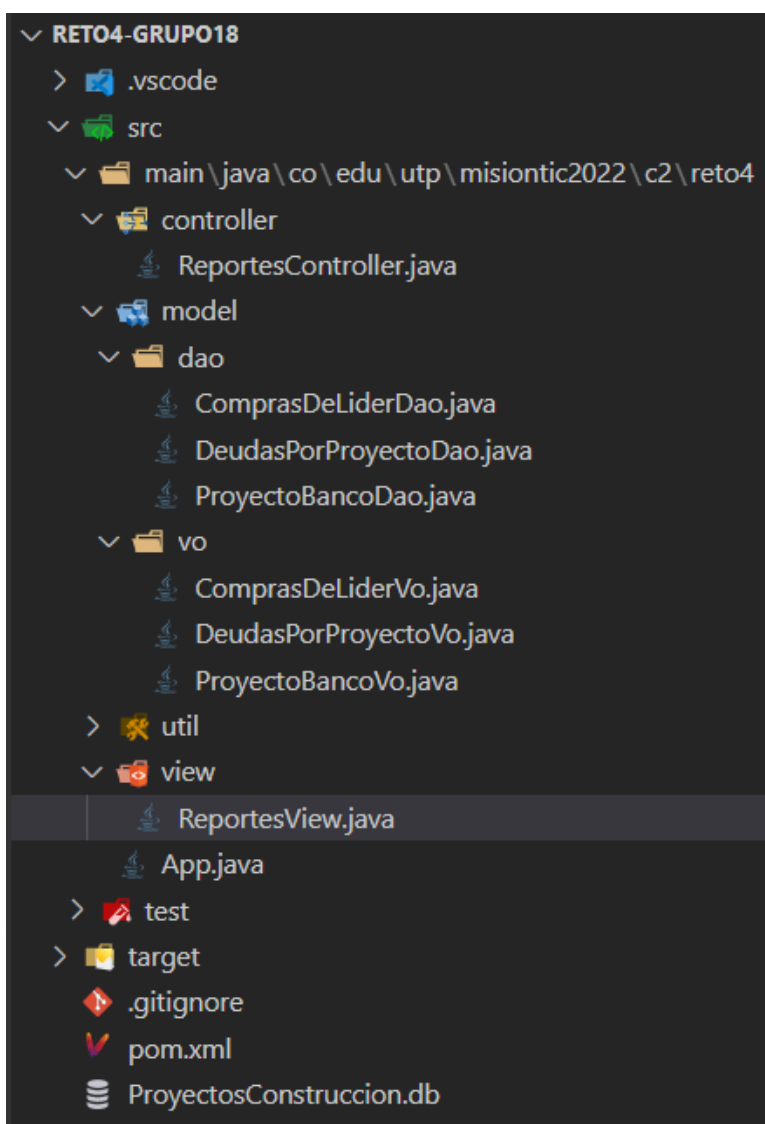 RETO4-GRUPO18
.vscode
src
main\java\co\edu\utp\misiontic2022\c2\reto4
controller
ReportesController.java
model
dao
ComprasDeLiderDao.java
DeudasPorProyectoDao.java
ProyectoBancoDao.java
vo
ComprasDeLiderVo.java
DeudasPorProyectoVo.java
ProyectoBancoVo.java
util
view
ReportesView.java
App.java
test
target
.gitignore
pom.xml
ProyectosConstruccion.db